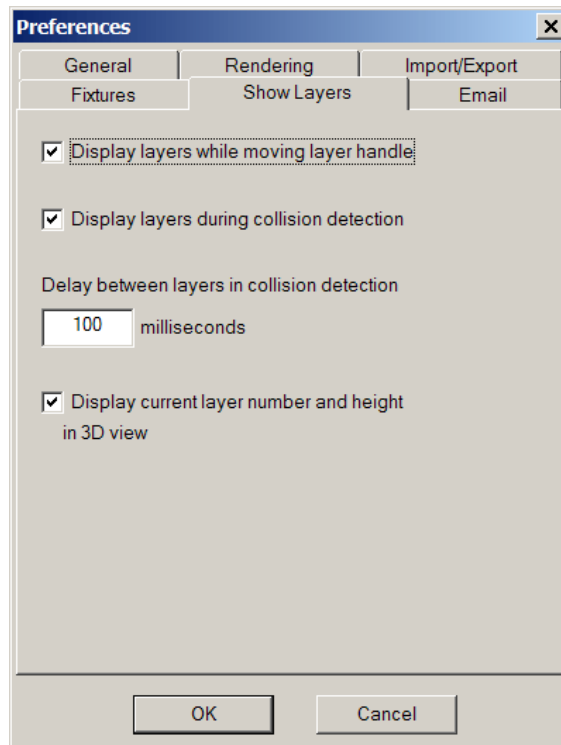 Preferences
General
Rendering
Import/Export
Fixtures
Show Layers
Email
Display layers while moving layer handle
Display layers during collision detection
Delay between layers in collision detection
100 milliseconds
Display current layer number and height
in 3D view
OK
Cancel